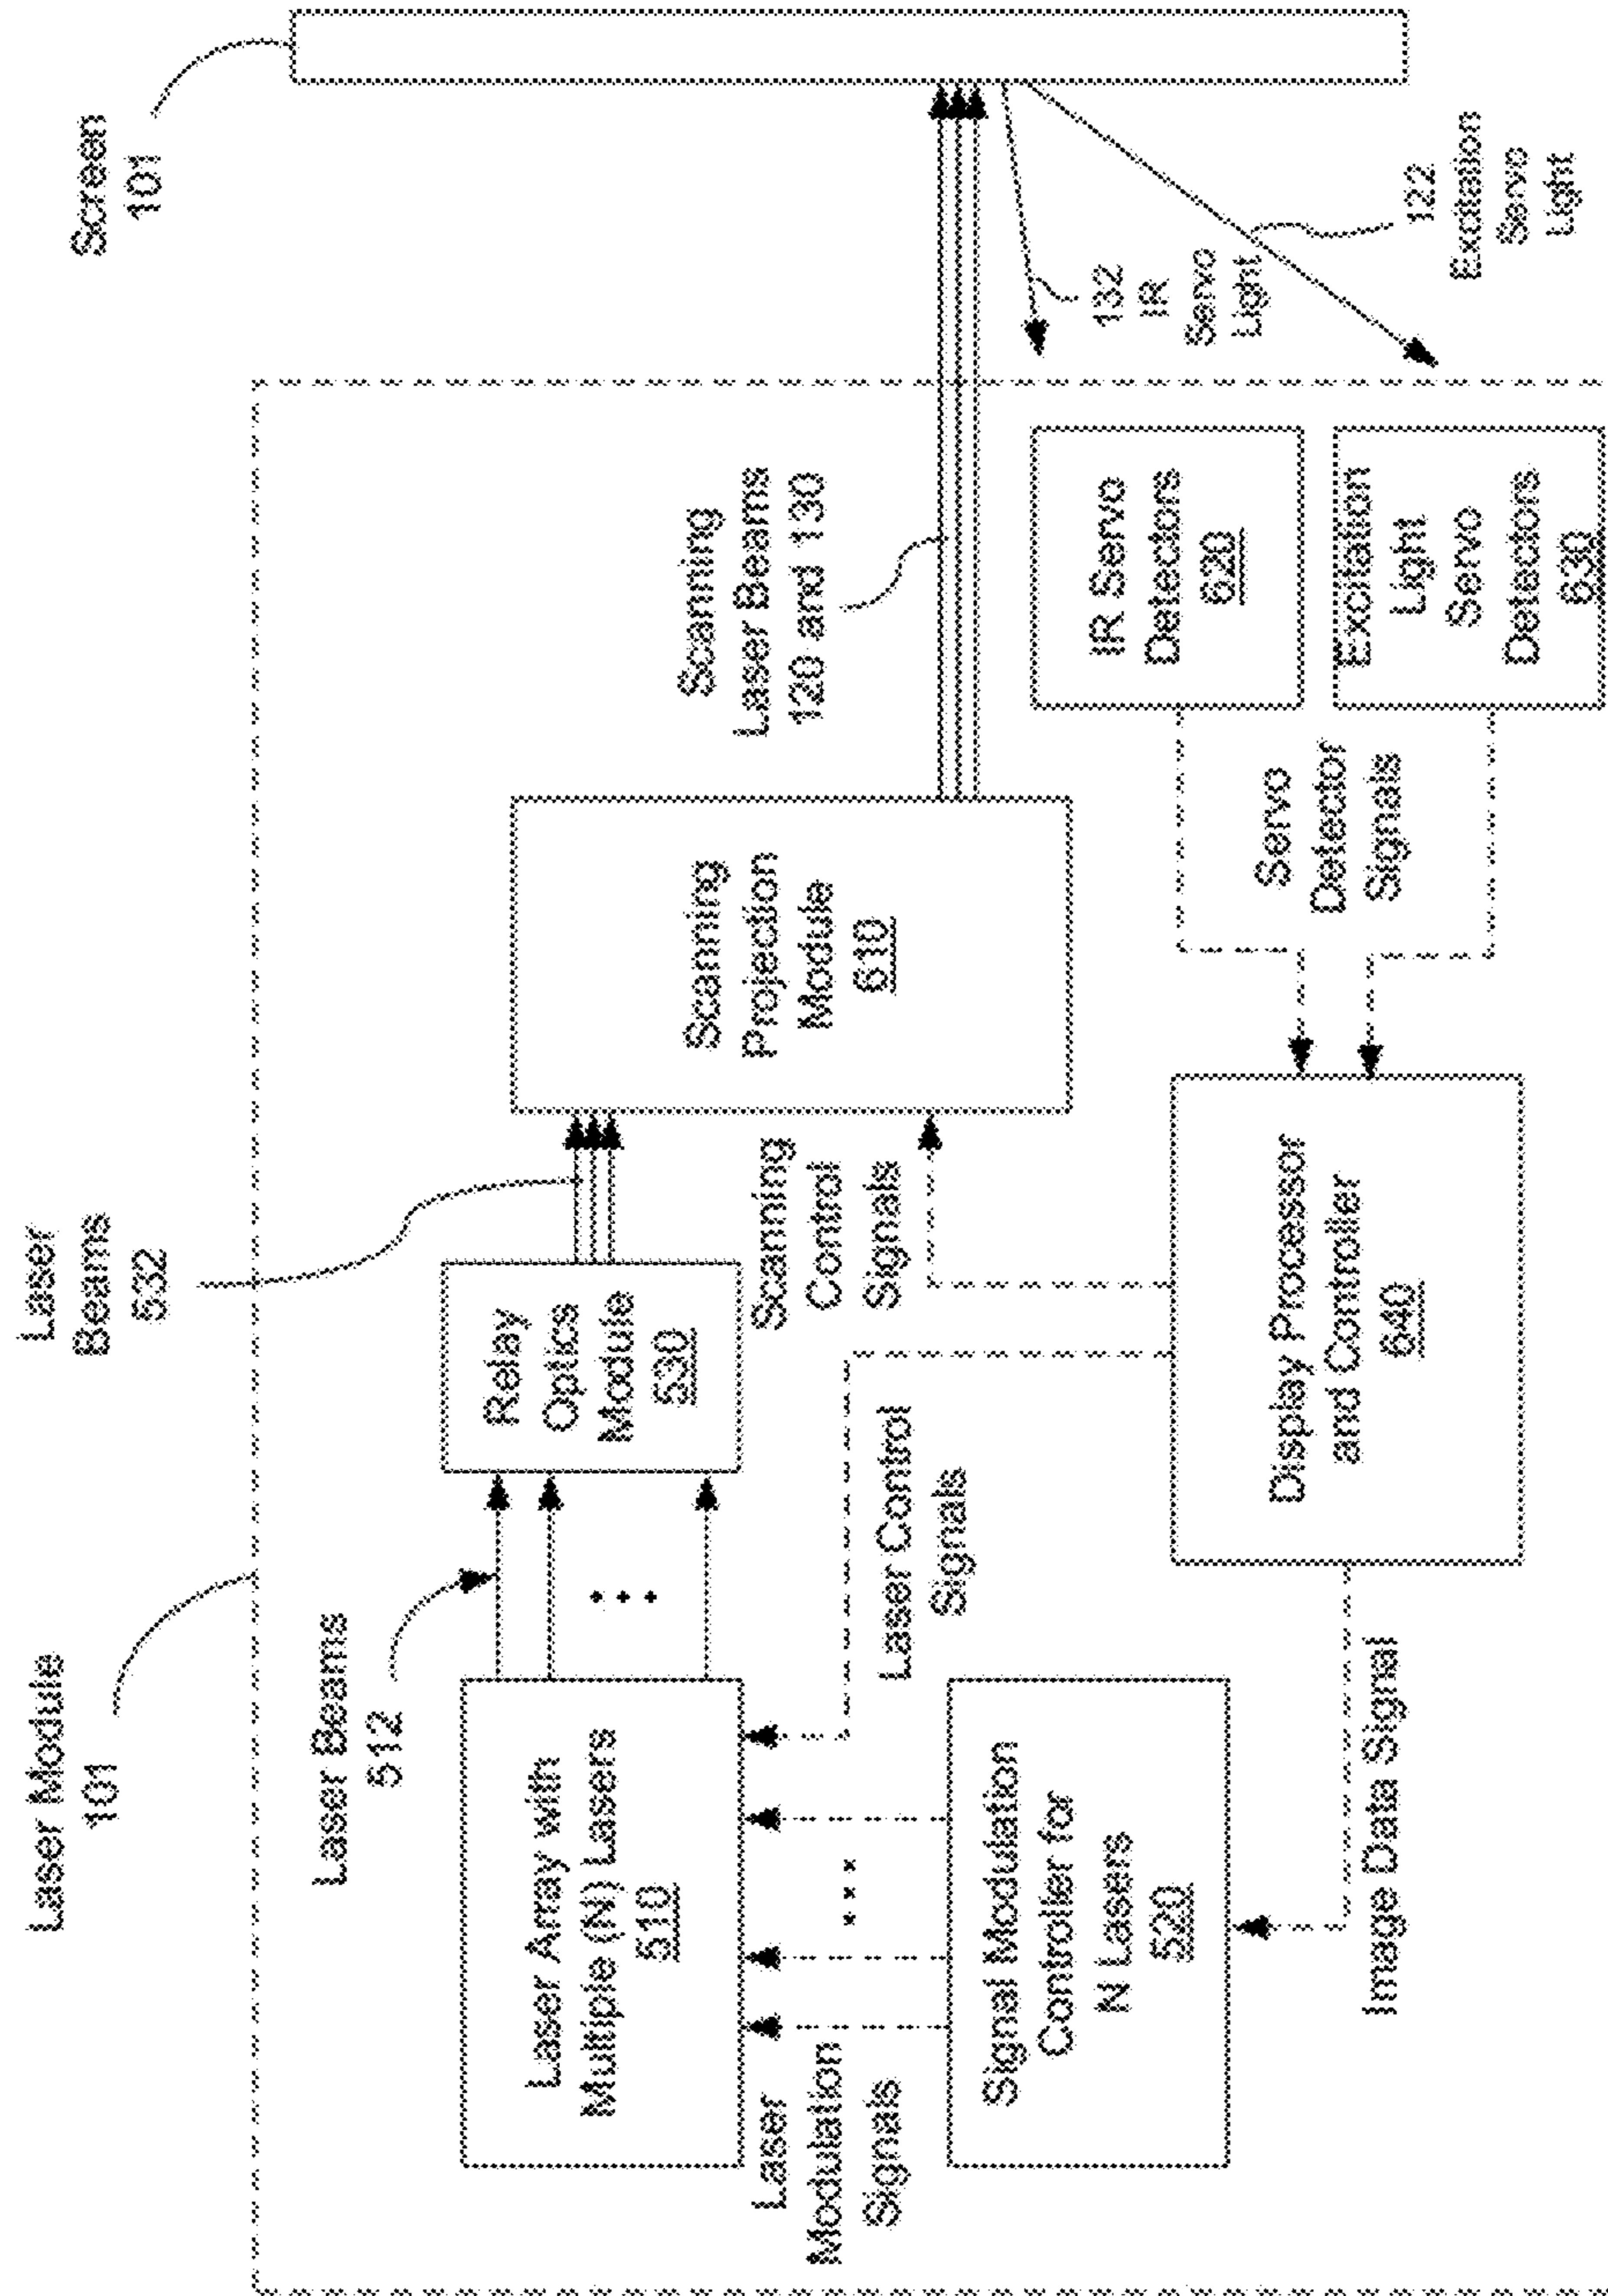 Laser Module
101
Laser
Beams
532
Screen
101
Laser Beams
512
Laser Array with
Multiple (N) Lasers
510
Relay
Optics
Module
530
Scanning
Projection
Module
610
Scanning
Laser Beams
120 and 130
Laser
Modulation
Signals
Laser Control
Signals
Scanning
Control
Signals
Signal Modulation
Controller for
N Lasers
520
Image Data Signal
Display Processor
and Controller
640
Servo
Detector
Signals
IR Servo
Detectors
620
Excitation
Light
Servo
Detectors
630
132
IR
Servo
Light
122
Excitation
Servo
Light